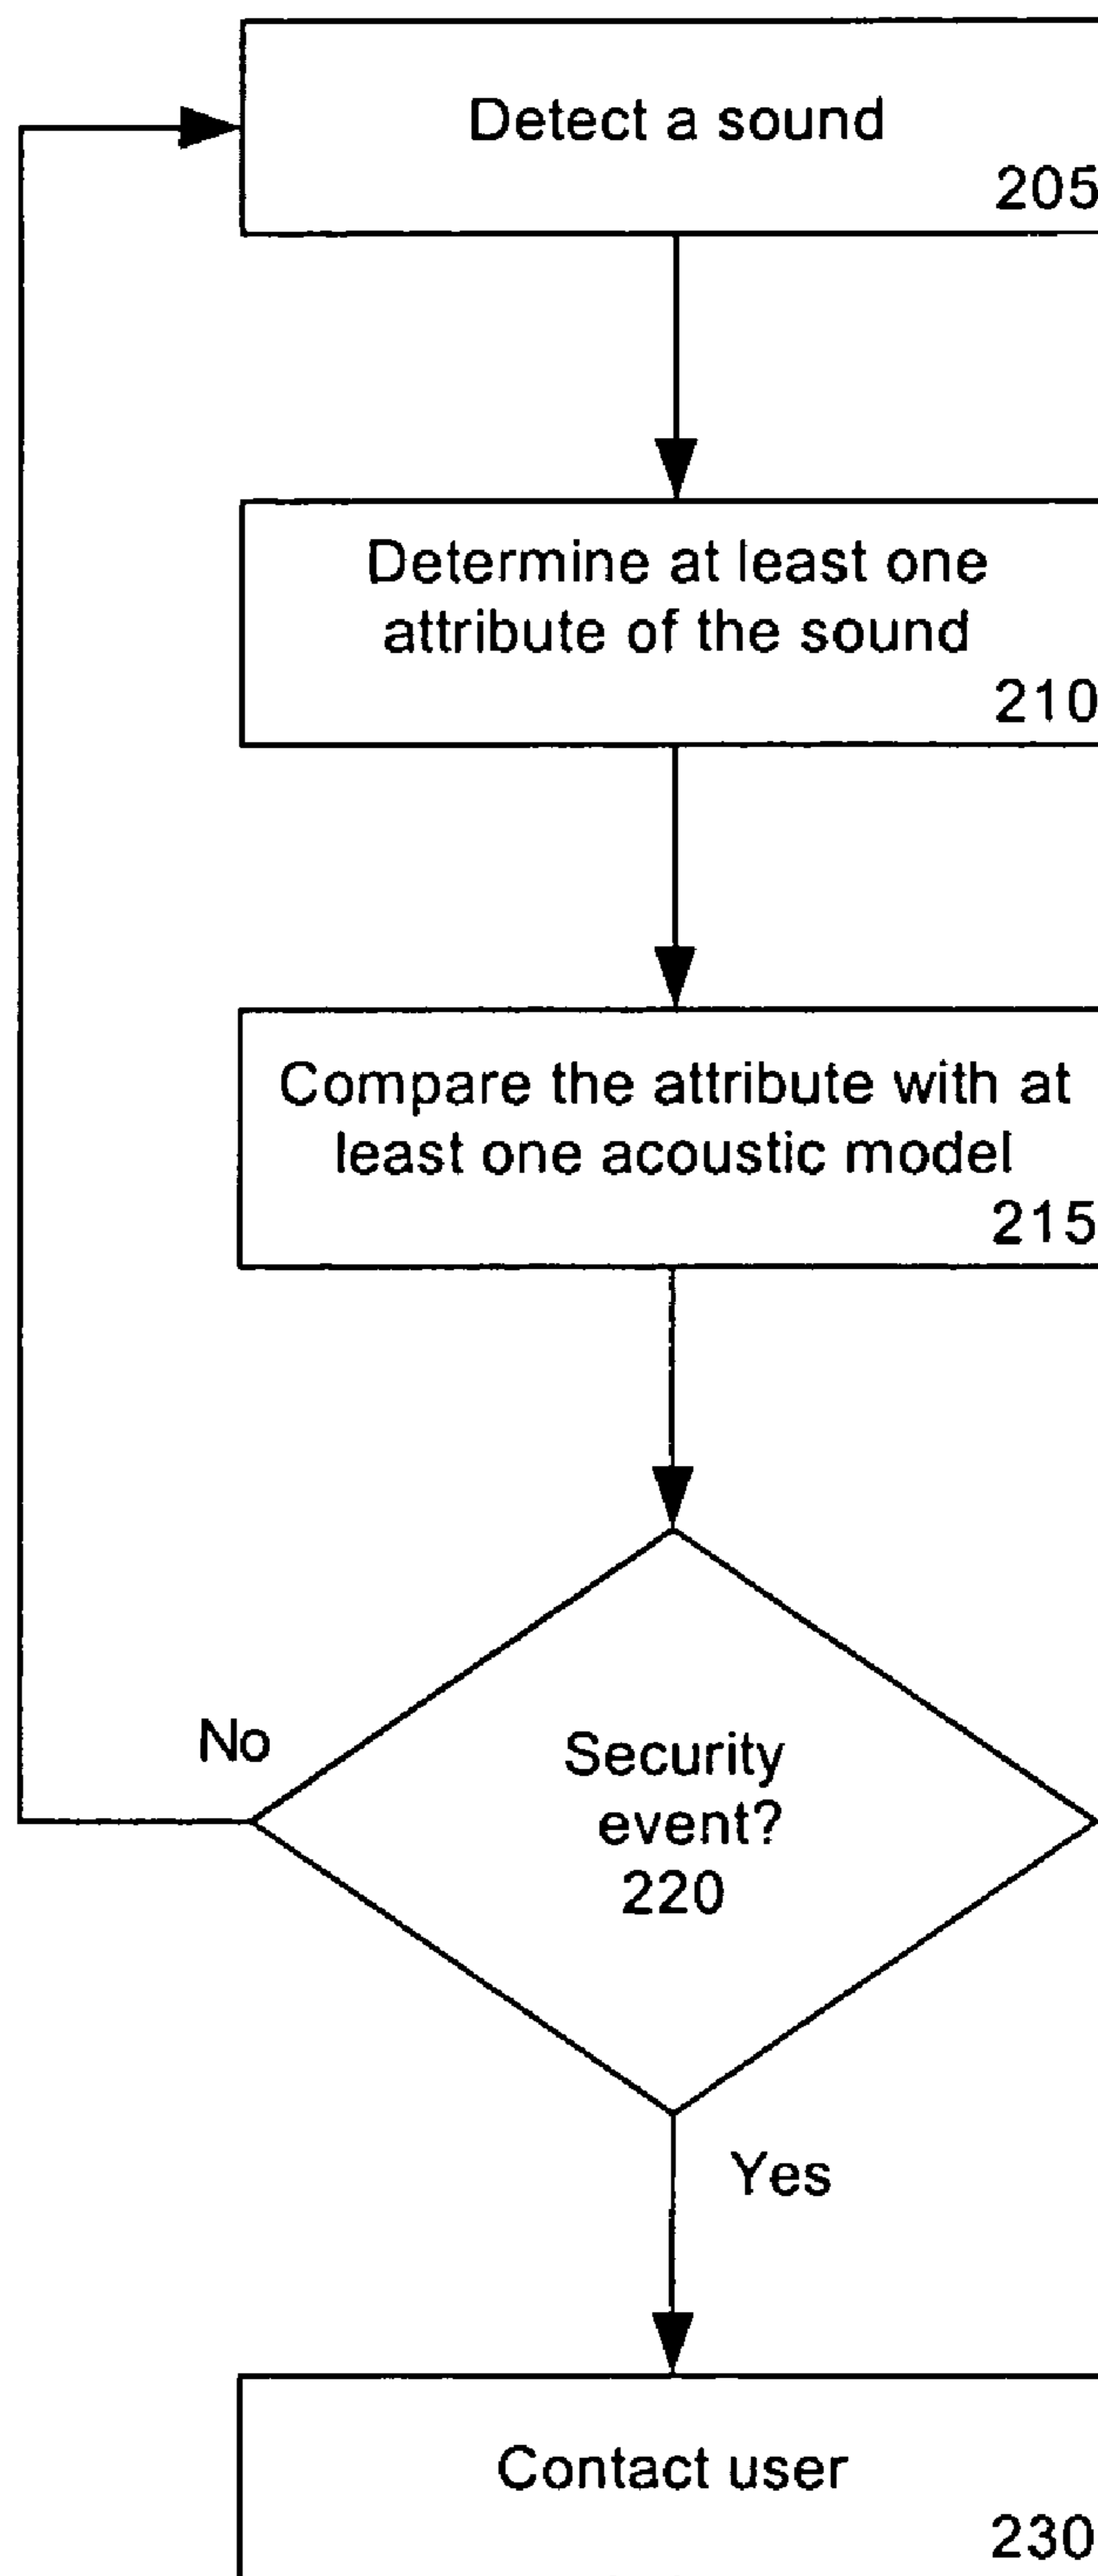 Detect a sound
205
Determine at least one
attribute of the sound
210
Compare the attribute with at
least one acoustic model
215
No
Security
event?
220
Yes
Contact user
230